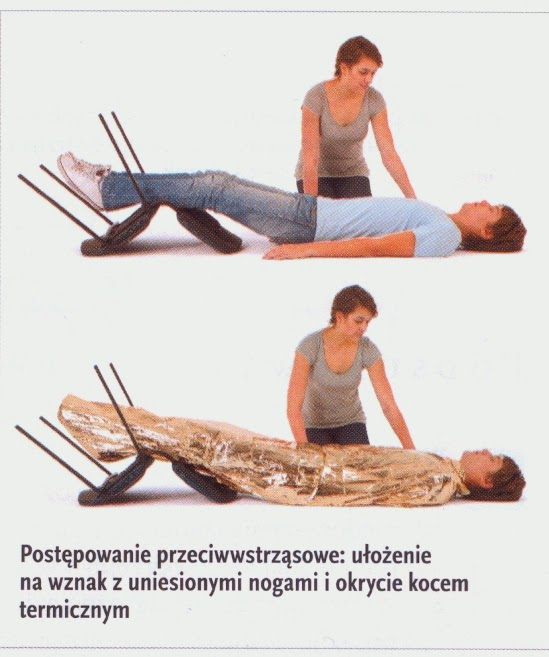 Postępowanie przeciwwstrząsowe: ułożenie
na wznak z uniesionymi nogami i okrycie kocem
termicznym